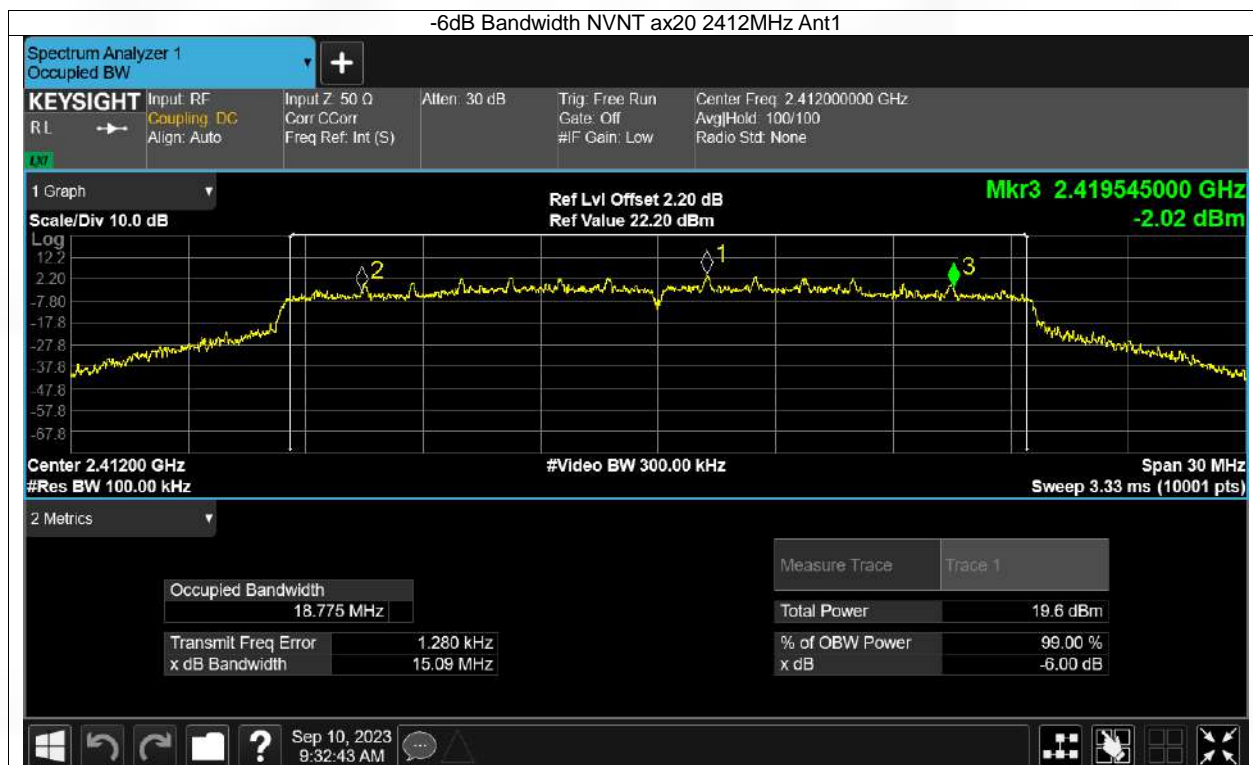 -6dB Bandwidth NVNT ax20 2412MHz Ant1
Spectrum Analyzer 1
Occupied BW
+
KEYSIGHT
RL
LXI
Input: RF
Coupling: DC
Align: Auto
Input Z: 50 Ω
Corr CCorr
Freq Ref: Int (S)
Atten: 30 dB
Trig: Free Run
Gate: Off
#IF Gain: Low
Center Freq: 2.412000000 GHz
Avg|Hold: 100/100
Radio Std: None
1 Graph
Scale/Div 10.0 dB
Ref Lvl Offset 2.20 dB
Ref Value 22.20 dBm
Mkr3 2.419545000 GHz
-2.02 dBm
Log
12.2
2.20
-7.80
-17.8
-27.8
-37.8
-47.8
-57.8
-67.8
2
1
3
Center 2.41200 GHz
#Res BW 100.00 kHz
#Video BW 300.00 kHz
Span 30 MHz
Sweep 3.33 ms (10001 pts)
2 Metrics
Measure Trace Trace 1
Occupied Bandwidth
18.775 MHz
Total Power 19.6 dBm
Transmit Freq Error 1.280 kHz
% of OBW Power 99.00 %
x dB Bandwidth 15.09 MHz
x dB -6.00 dB
?
Sep 10, 2023
9:32:43 AM